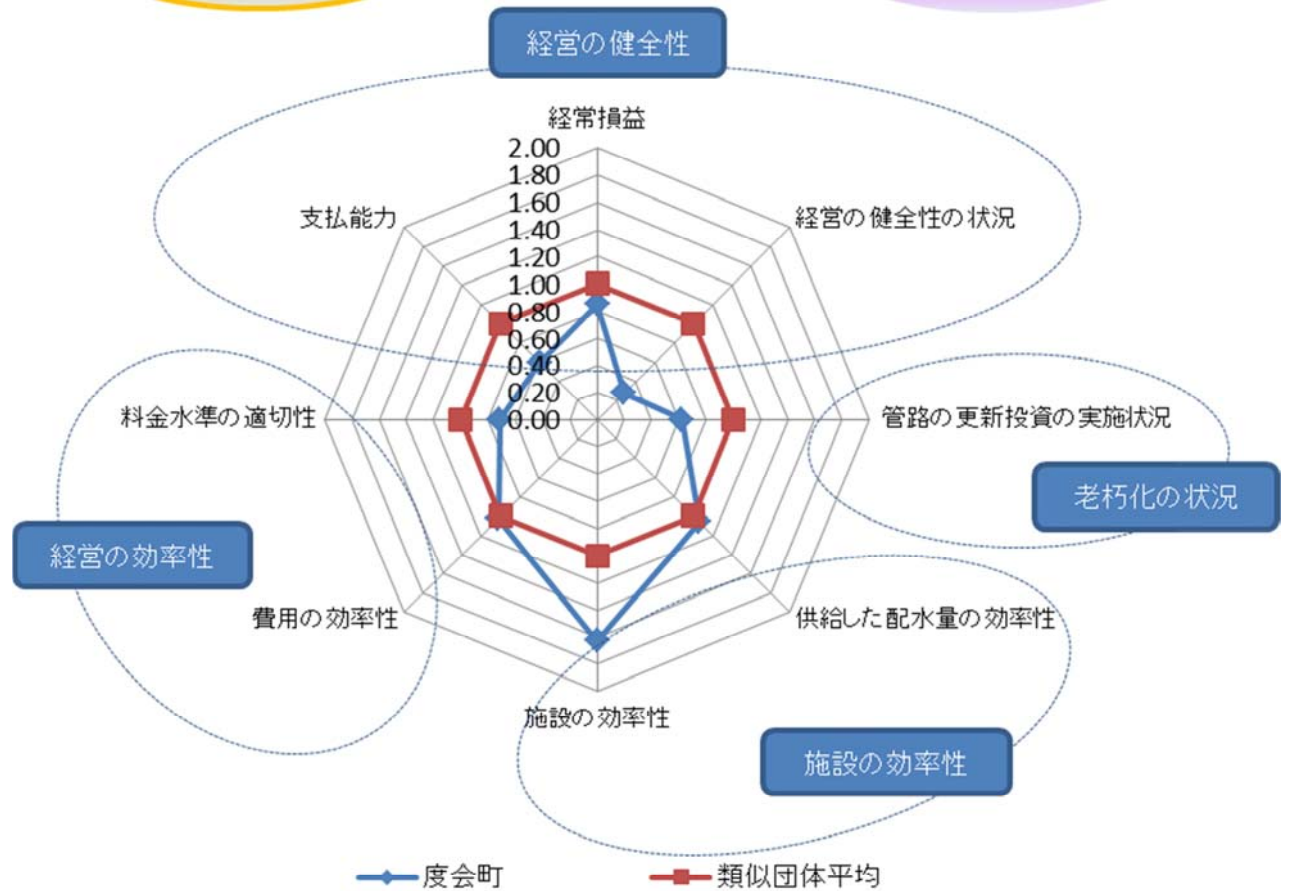 経営の健全性
経常損益
2.00
1.80
1.60
1.40
1.20
1.00
0.80
0.60
0.40
0.20
0.00
支払能力
経営の健全性の状況
料金水準の適切性
管路の更新投資の実施状況
老朽化の状況
経営の効率性
費用の効率性
供給した配水量の効率性
施設の効率性
施設の効率性
度会町
類似団体平均